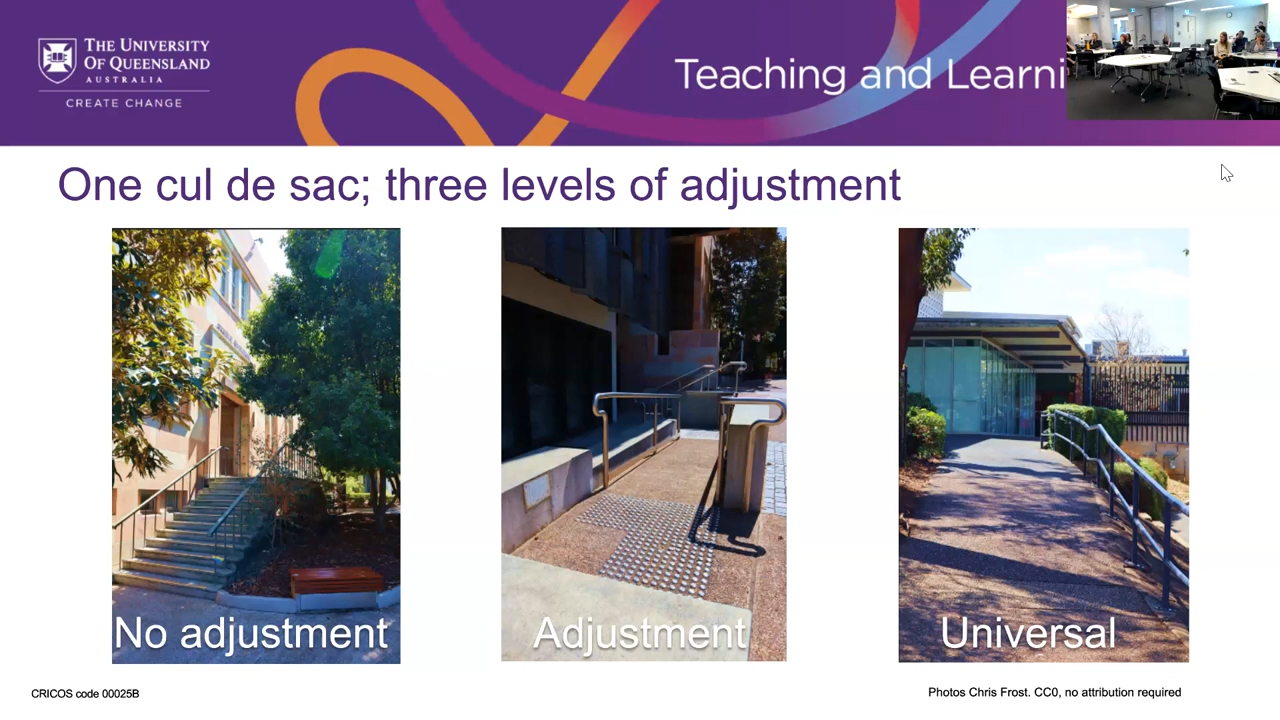 THE UNIVERSITY
OF QUEENSLAND
AUSTRALIA
CREATE CHANGE
Teaching and Learni
One cul de sac; three levels of adjustment
No adjustment
Adjustment
Universal
CRICOS code 00025B
Photos Chris Frost. CC0, no attribution required